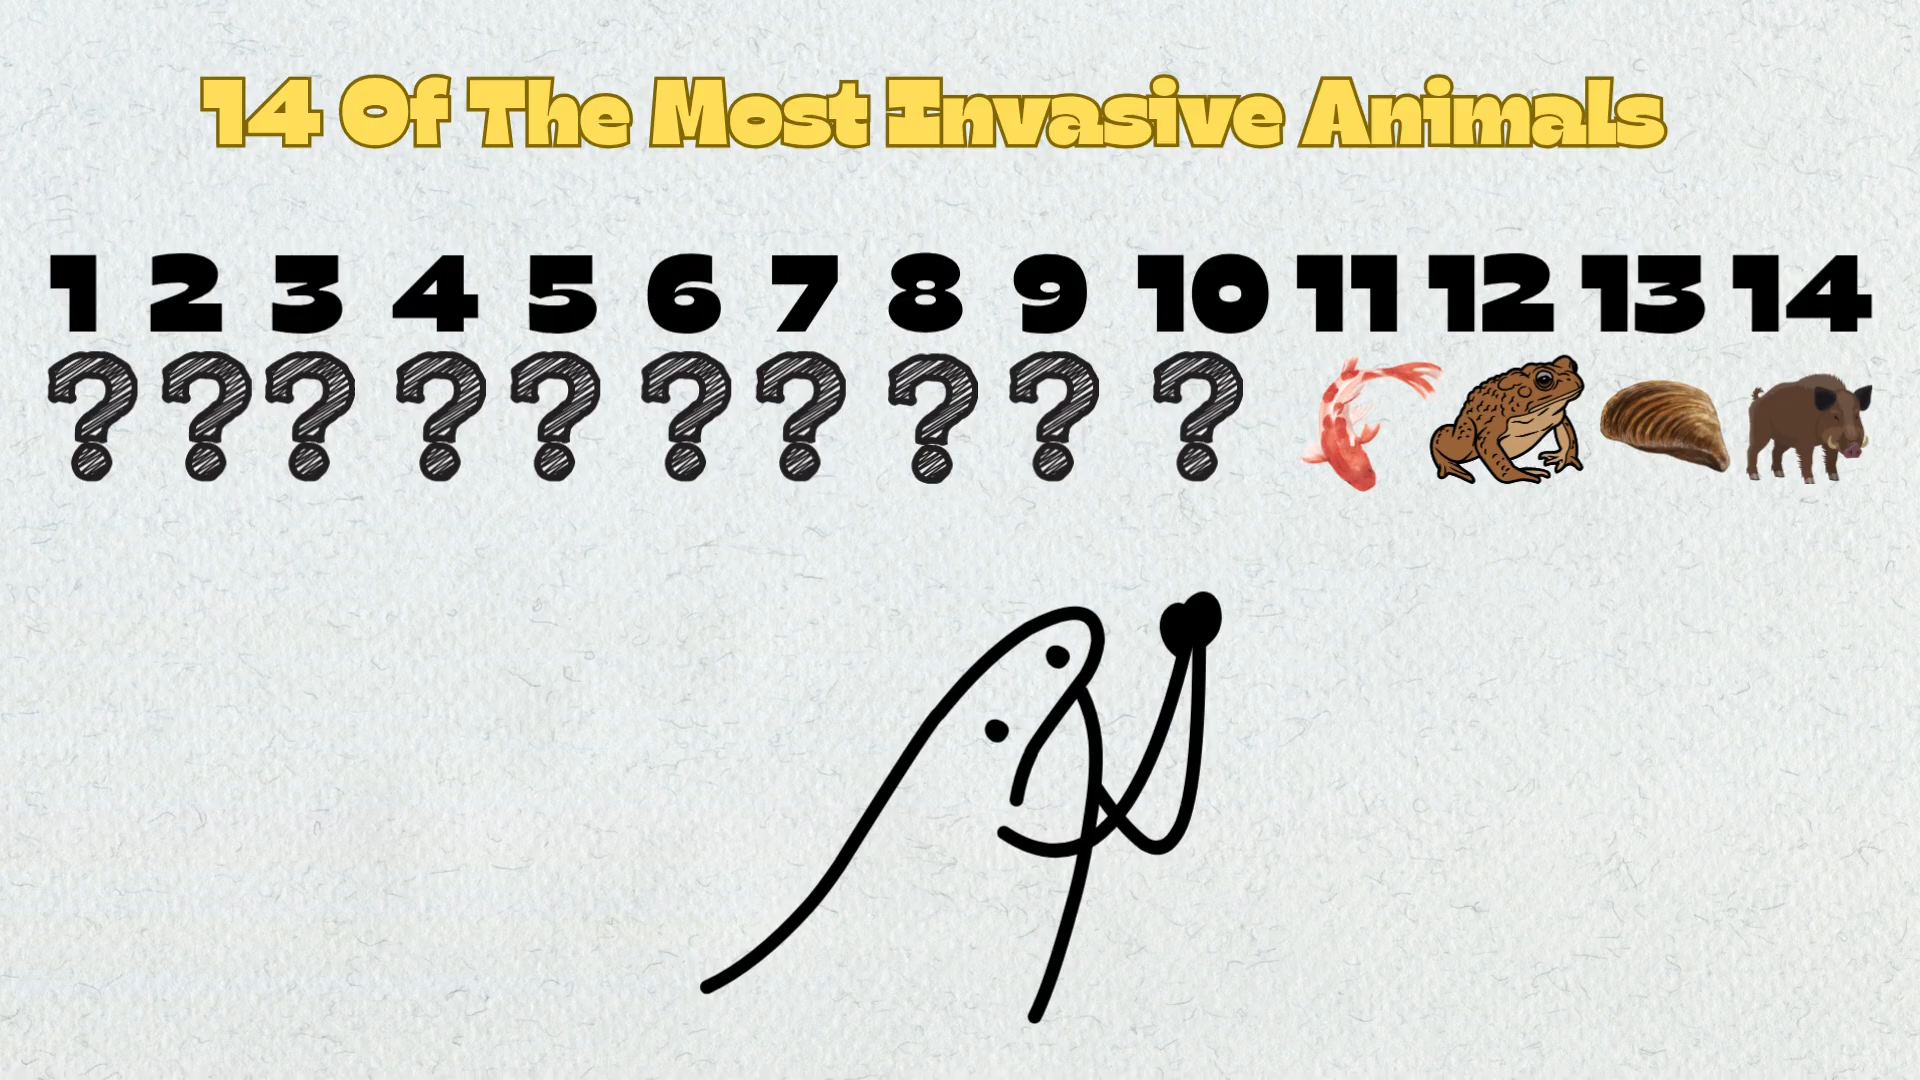 14 Of The Most Invasive Animals
1 2 3 4 5 6 7 8 9 10 11 12 13 14
? ? ? ? ? ? ? ? ? ?